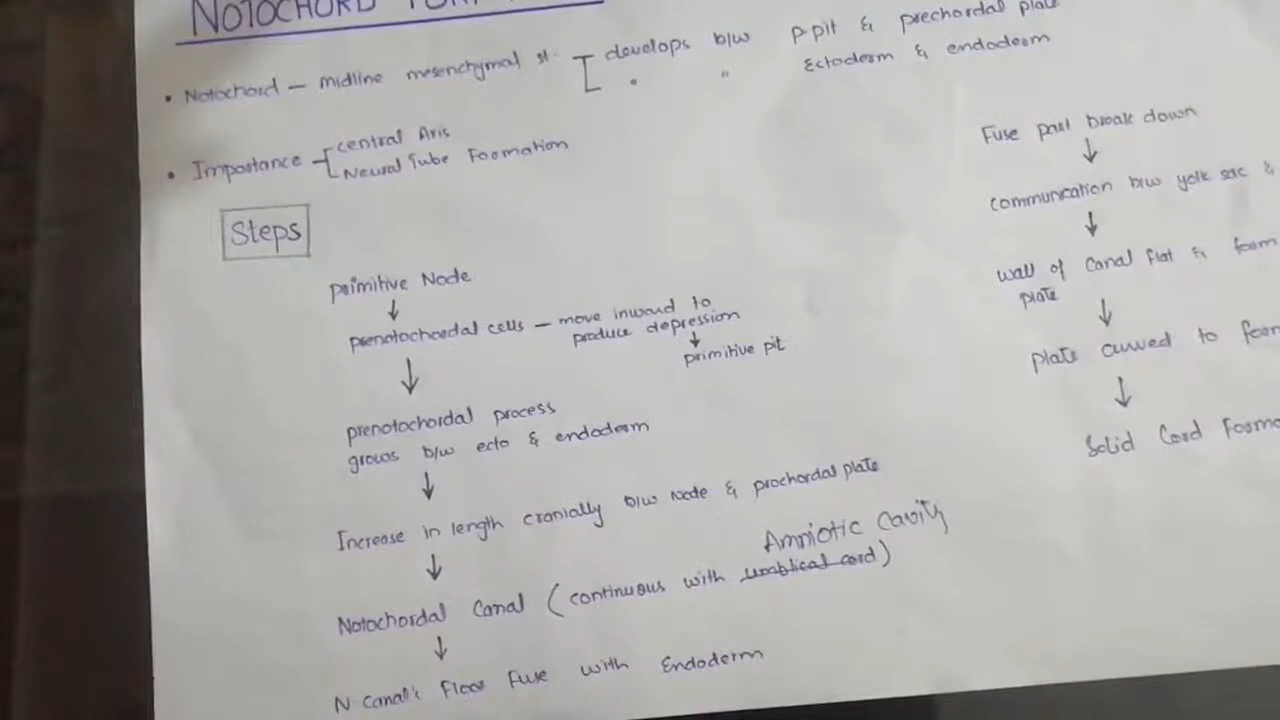 NOTOCHORD
• Notochord — midline mesenchymal st. [ develops b/w p-pit & prechordal plate
" " Ectoderm & endoderm
• Importance — [ central Axis
Neural Tube Formation
Steps
primitive Node
↓
prenotochordal cells — move inward to
produce depression
↓
primitive pit
↓
prenotochordal process
grows b/w ecto & endoderm
↓
Increase in length cranially b/w Node & prochordal plate
↓
Amniotic Cavity
Notochordal Canal (continuous with umblical cord)
↓
N. Canal's Floor Fuse with Endoderm
Fuse part break down
↓
communication b/w yolk sac &
↓
wall of canal flat & form
plate
↓
plate curved to form
↓
Solid Cord